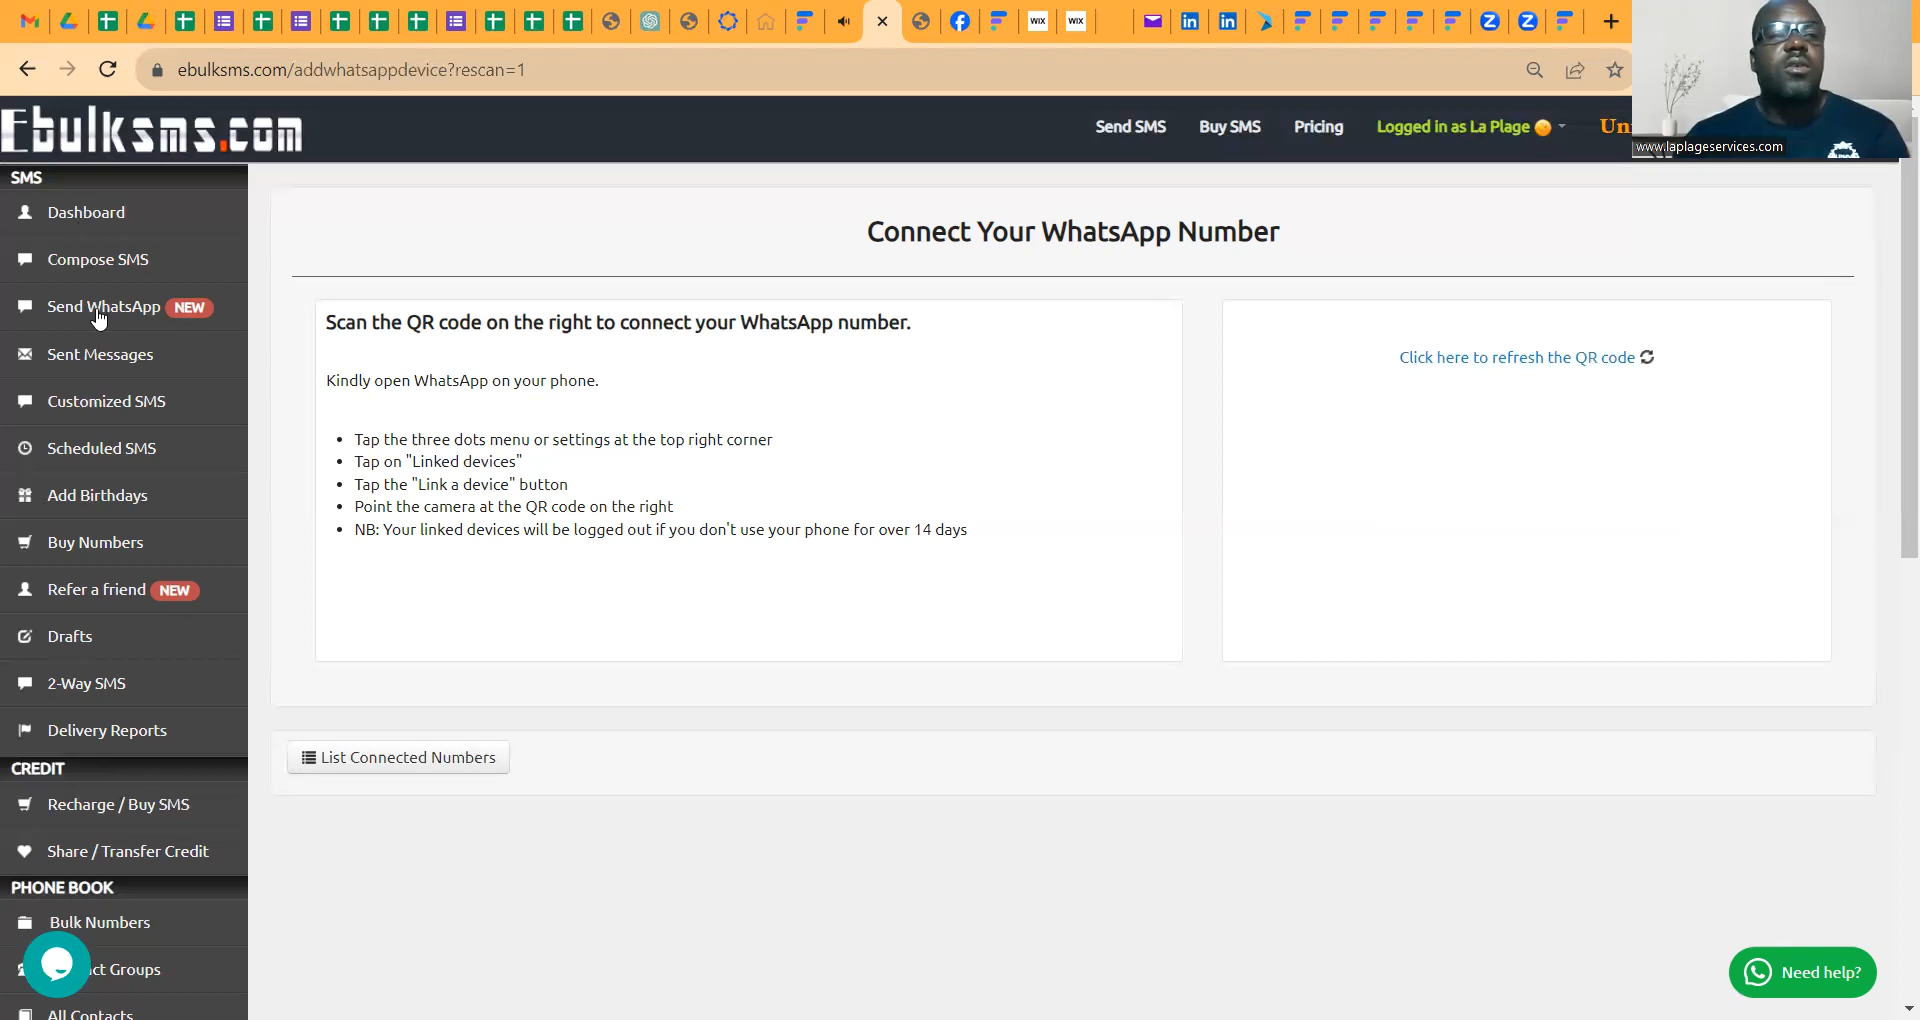 WIX
WIX
ebulksms.com/addwhatsappdevice?rescan=1
Ebulksms.com
Send SMS
Buy SMS
Pricing
Logged in as La Plage
www.laplageservices.com
SMS
Dashboard
Compose SMS
Send WhatsApp NEW
Sent Messages
Customized SMS
Scheduled SMS
Add Birthdays
Buy Numbers
Refer a friend NEW
Drafts
2-Way SMS
Delivery Reports
CREDIT
Recharge / Buy SMS
Share / Transfer Credit
PHONE BOOK
Bulk Numbers
ct Groups
All Contacts
Connect Your WhatsApp Number
Scan the QR code on the right to connect your WhatsApp number.
Kindly open WhatsApp on your phone.
• Tap the three dots menu or settings at the top right corner
• Tap on "Linked devices"
• Tap the "Link a device" button
• Point the camera at the QR code on the right
• NB: Your linked devices will be logged out if you don't use your phone for over 14 days
Click here to refresh the QR code
List Connected Numbers
Need help?